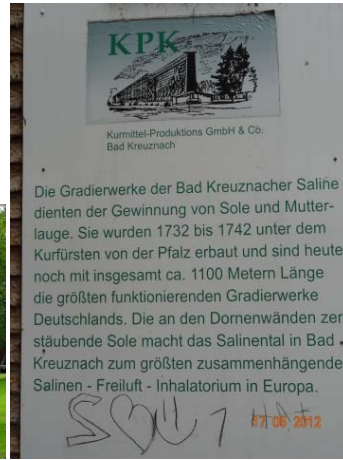 KPK
Kurmittel-Produktions GmbH & Co.
Bad Kreuznach
Die Gradierwerke der Bad Kreuznacher Saline
dienten der Gewinnung von Sole und Mutter-
lauge. Sie wurden 1732 bis 1742 unter dem
Kurfürsten von der Pfalz erbaut und sind heute
noch mit insgesamt ca. 1100 Metern Länge
die größten funktionierenden Gradierwerke
Deutschlands. Die an den Dornenwänden zer
stäubende Sole macht das Salinental in Bad
Kreuznach zum größten zusammenhängende
Salinen - Freiluft - Inhalatorium in Europa.
17 06 2012